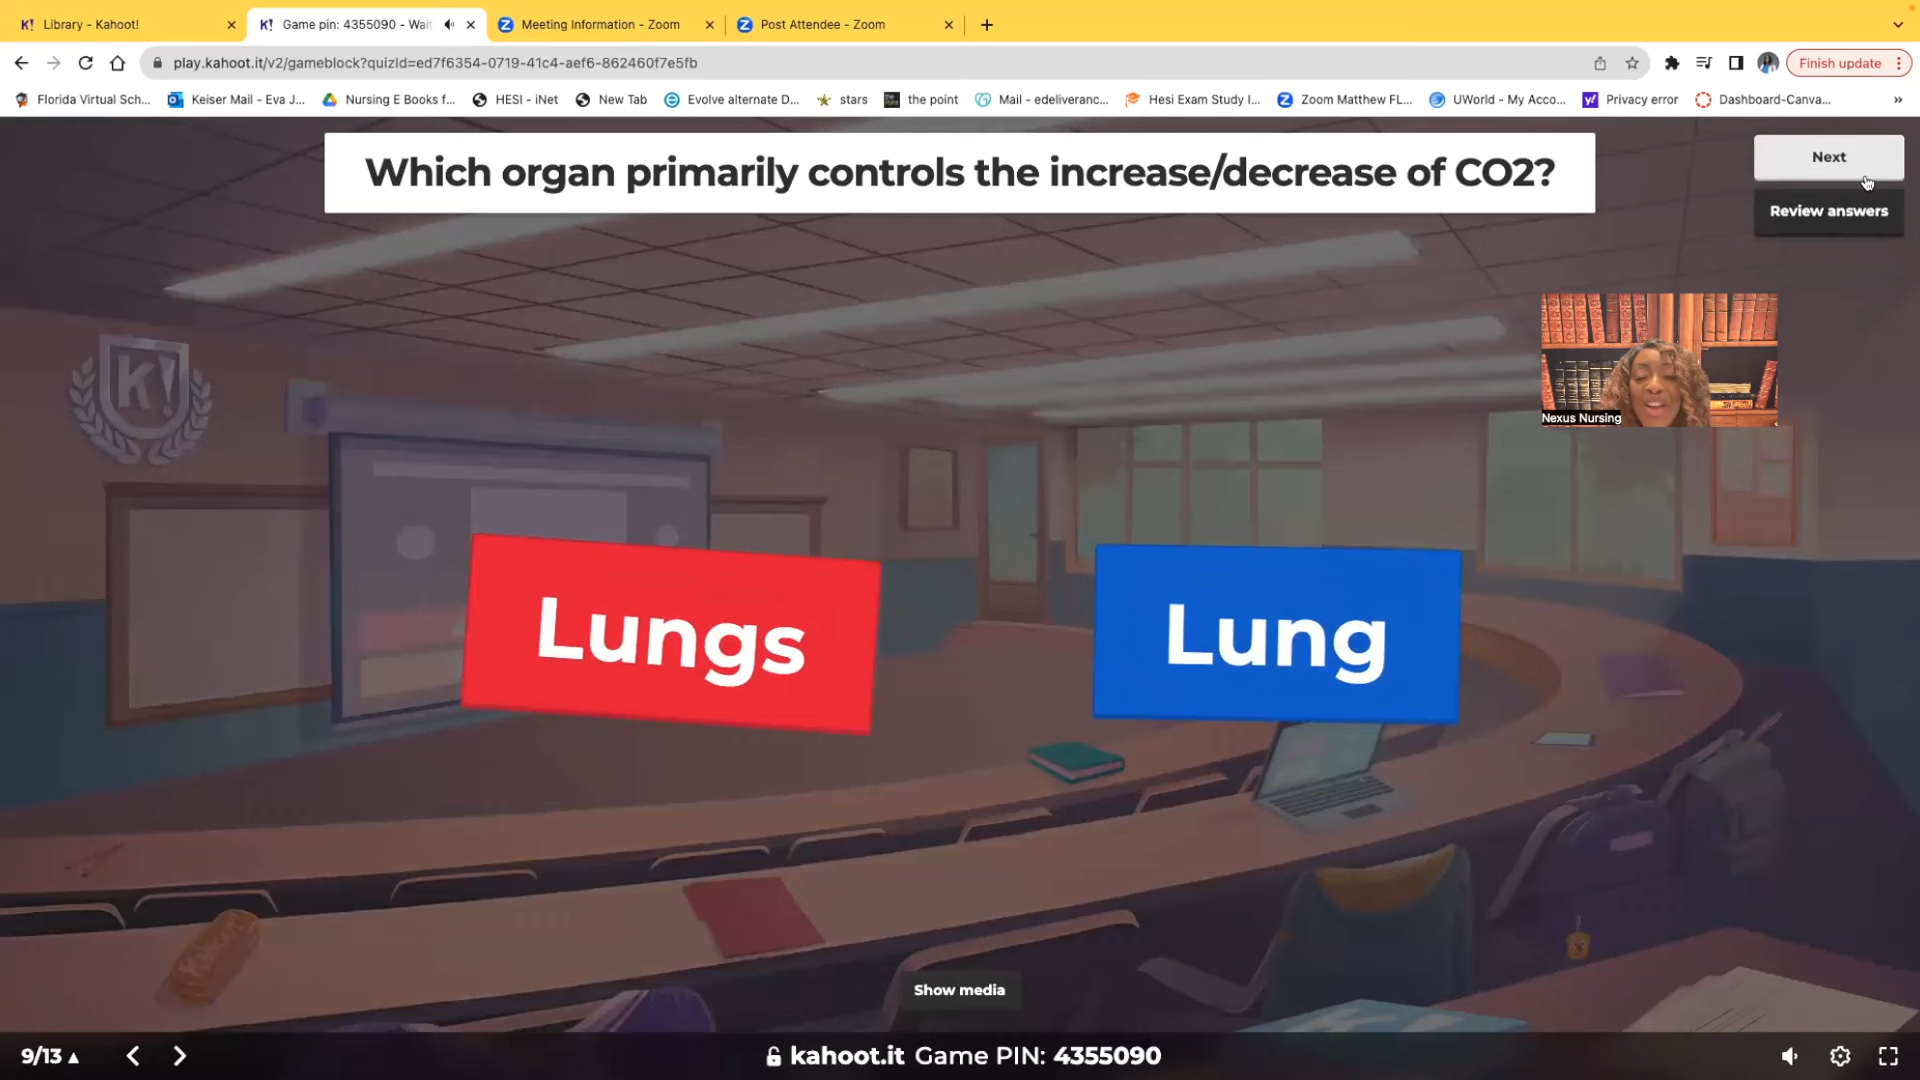 Library - Kahoot!
Game pin: 4355090 - Wai
Meeting Information - Zoom
Post Attendee - Zoom
play.kahoot.it/v2/gameblock?quizId=ed7f6354-0719-41c4-aef6-862460f7e5fb
Finish update
Florida Virtual Sch...
Keiser Mail - Eva J...
Nursing E Books f...
HESI - iNet
New Tab
Evolve alternate D...
stars
the point
Mail - edeliveranc...
Hesi Exam Study I...
Zoom Matthew FL...
UWorld - My Acco...
Privacy error
Dashboard-Canva...
»
Which organ primarily controls the increase/decrease of CO2?
Next
Review answers
K!
Nexus Nursing
Lungs
Lung
Show media
9/13
kahoot.it Game PIN: 4355090